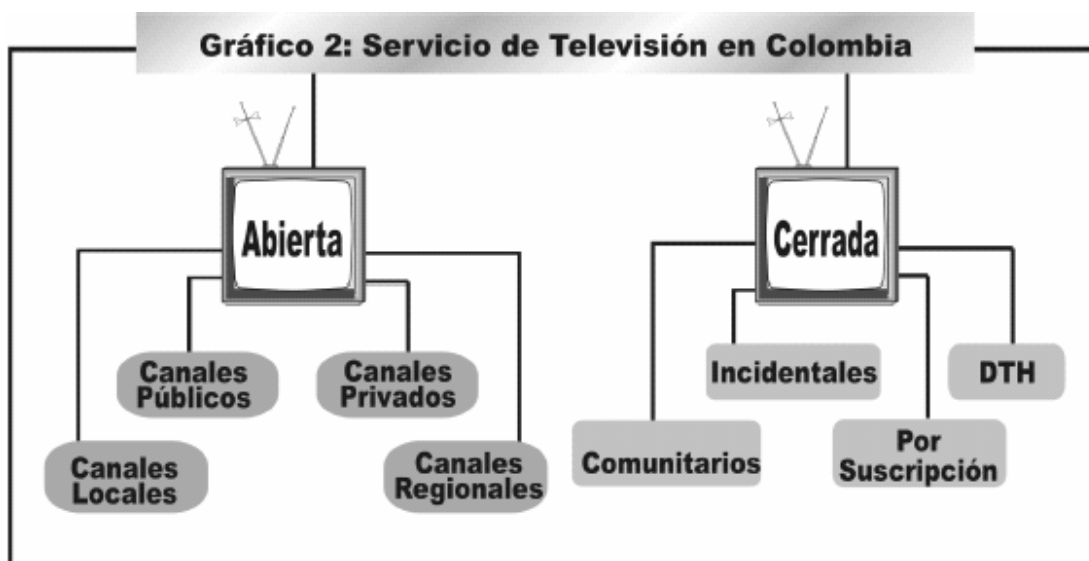 Gráfico 2: Servicio de Televisión en Colombia
Abierta
Cerrada
Canales
Públicos
Canales
Privados
Incidentales
DTH
Canales
Locales
Canales
Regionales
Comunitarios
Por
Suscripción